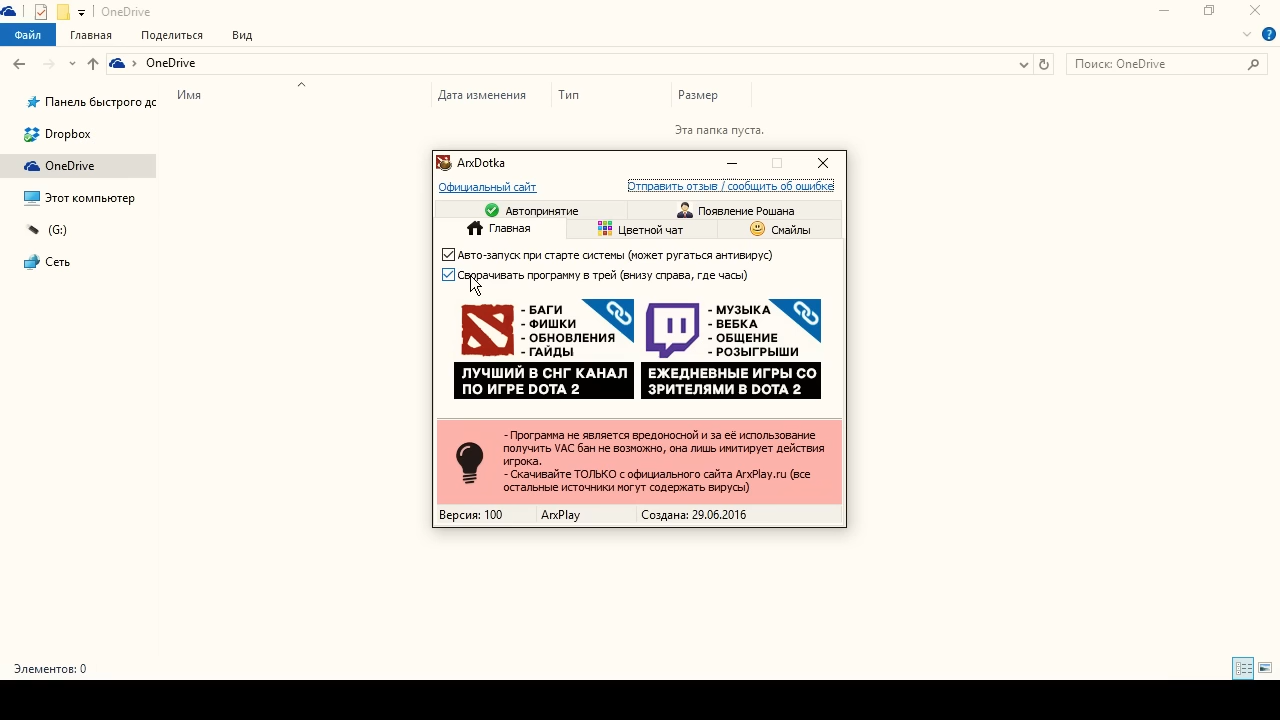 OneDrive
Файл Главная Поделиться Вид
OneDrive
Поиск: OneDrive
Имя Дата изменения Тип Размер
Панель быстрого дс
Dropbox
OneDrive
Этот компьютер
(G:)
Сеть
Эта папка пуста.
ArxDotka
Официальный сайт Отправить отзыв / сообщить об ошибке
Автопринятие Появление Рошана
Главная Цветной чат Смайлы
Авто-запуск при старте системы (может ругаться антивирус)
Сворачивать программу в трей (внизу справа, где часы)
- БАГИ
- ФИШКИ
- ОБНОВЛЕНИЯ
- ГАЙДЫ
ЛУЧШИЙ В СНГ КАНАЛ
ПО ИГРЕ DOTA 2
- МУЗЫКА
- ВЕБКА
- ОБЩЕНИЕ
- РОЗЫГРЫШИ
ЕЖЕДНЕВНЫЕ ИГРЫ СО
ЗРИТЕЛЯМИ В DOTA 2
- Программа не является вредоносной и за её использование
получить VAC бан не возможно, она лишь имитирует действия
игрока.
- Скачивайте ТОЛЬКО с официального сайта ArxPlay.ru (все
остальные источники могут содержать вирусы)
Версия: 100 ArxPlay Создана: 29.06.2016
Элементов: 0